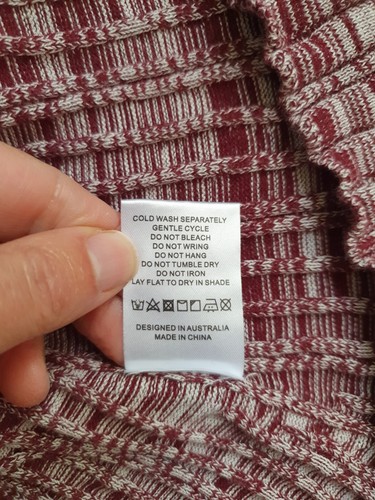 COLD WASH SEPARATELY
GENTLE CYCLE
DO NOT BLEACH
DO NOT WRING
DO NOT HANG
DO NOT TUMBLE DRY
DO NOT IRON
LAY FLAT TO DRY IN SHADE
DESIGNED IN AUSTRALIA
MADE IN CHINA